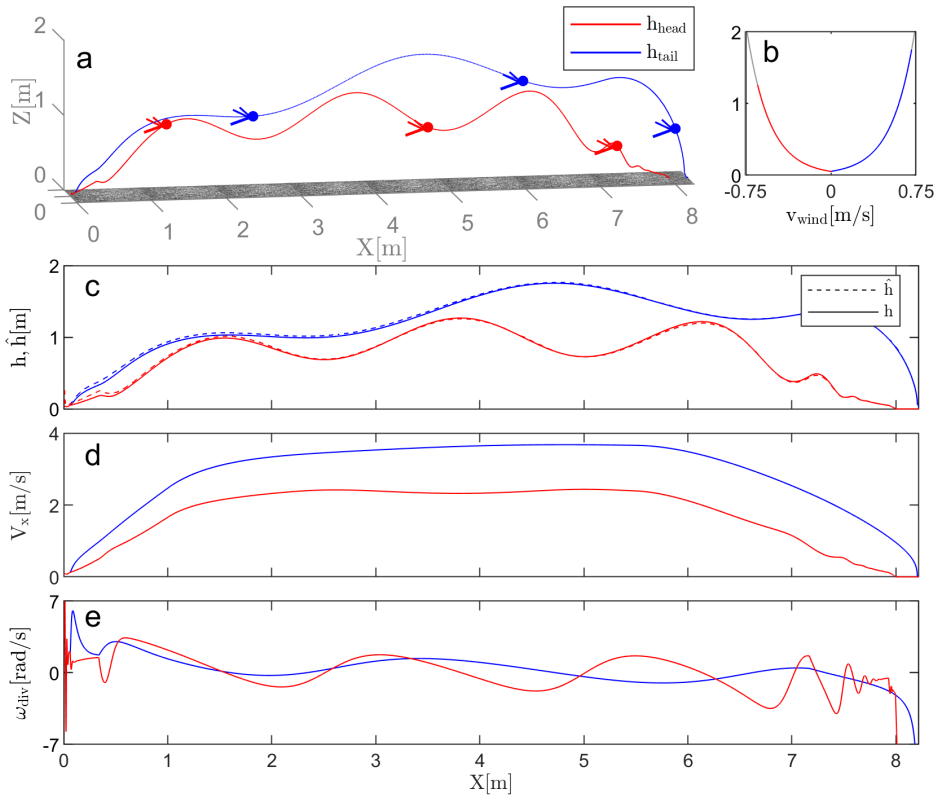 a
h_head
h_tail
2
1
0
Z[m]
0
0 1 2 3 4 5 6 7 8
X[m]
b
2
1
0
-0.75 0 0.75
v_wind[m/s]
c
ĥ
h
2
1
0
h, ĥ[m]
d
4
2
0
V_x[m/s]
e
7
0
-7
ω_div[rad/s]
0 1 2 3 4 5 6 7 8
X[m]